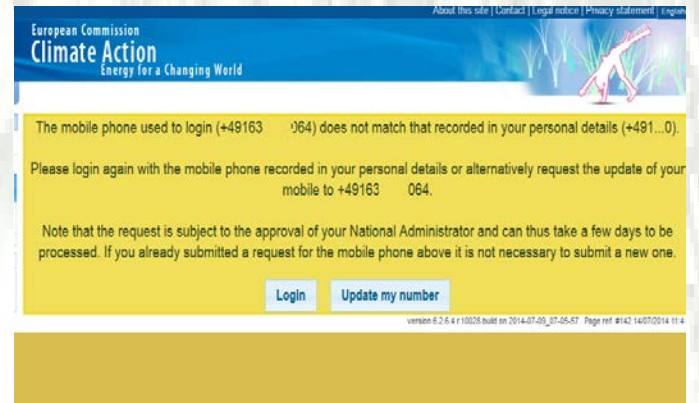 About this site | Contact | Legal notice | Privacy statement | English
European Commission
Climate Action
Energy for a Changing World
The mobile phone used to login (+49163 064) does not match that recorded in your personal details (+491...0).
Please login again with the mobile phone recorded in your personal details or alternatively request the update of your
mobile to +49163 064.
Note that the request is subject to the approval of your National Administrator and can thus take a few days to be
processed. If you already submitted a request for the mobile phone above it is not necessary to submit a new one.
Login Update my number
version 6.2.6.4 r10028 build on 2014-07-09_07-05-57 Page ref #142 14/07/2014 11:4